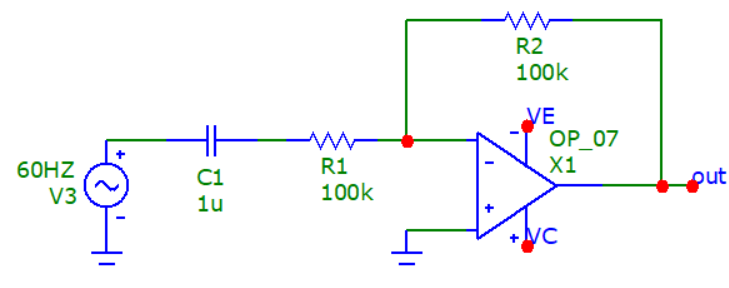 R2
100k
VE
OP_07
X1
60HZ
V3
C1
1u
R1
100k
out
VC